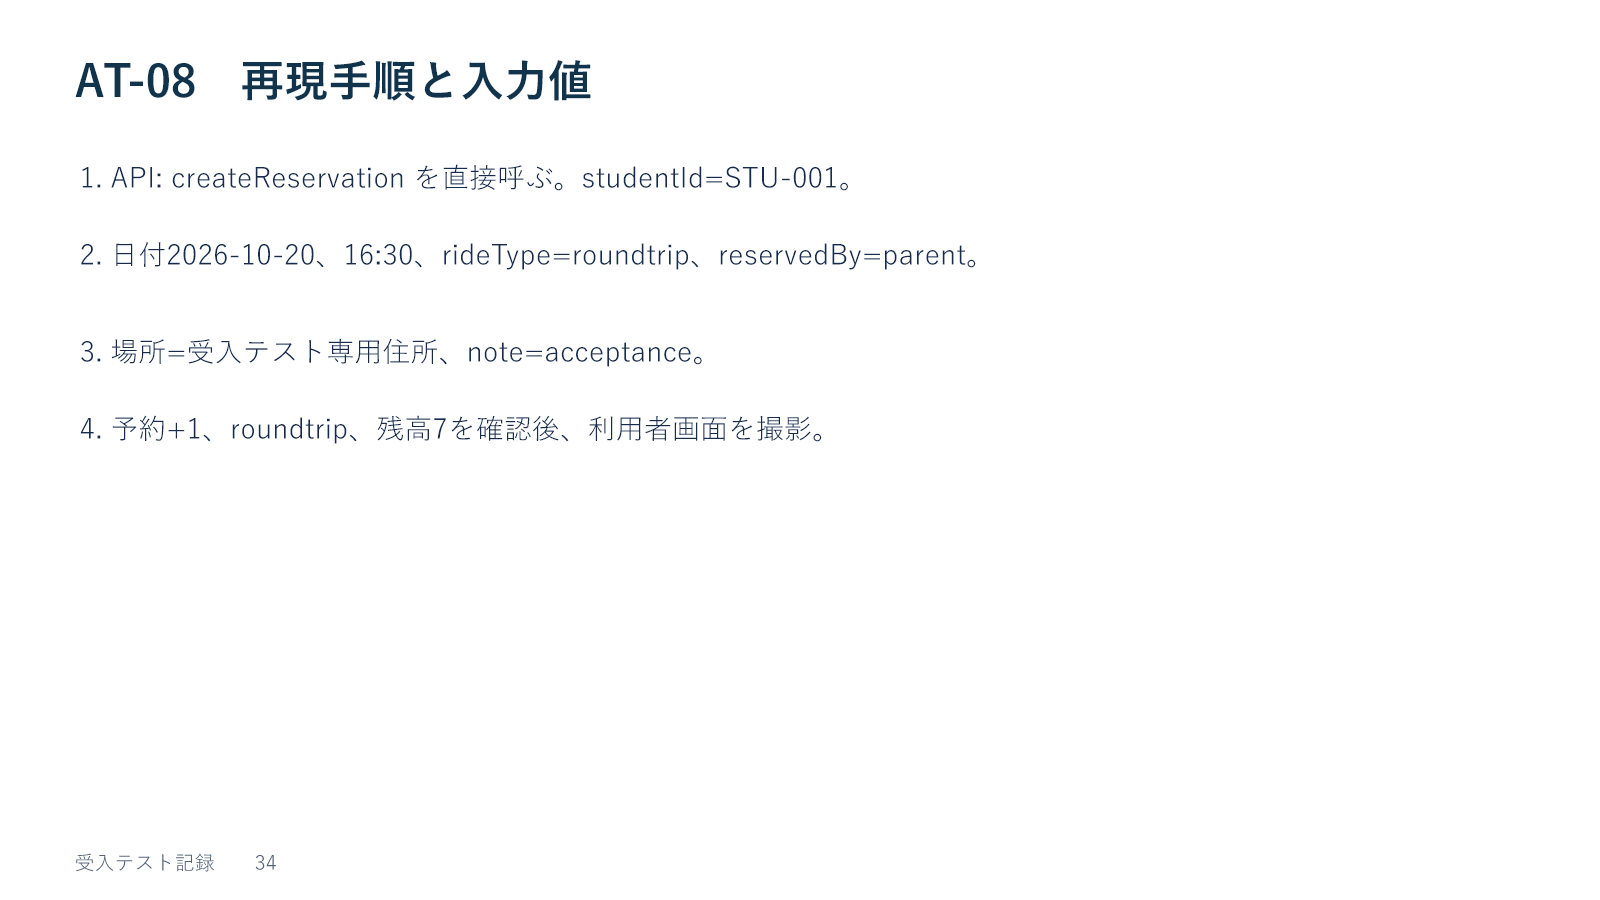 AT-08　再現手順と入力値
1. API: createReservation を直接呼ぶ。studentId=STU-001。
2. 日付2026-10-20、16:30、rideType=roundtrip、reservedBy=parent。
3. 場所=受入テスト専用住所、note=acceptance。
4. 予約+1、roundtrip、残高7を確認後、利用者画面を撮影。
受入テスト記録　　34